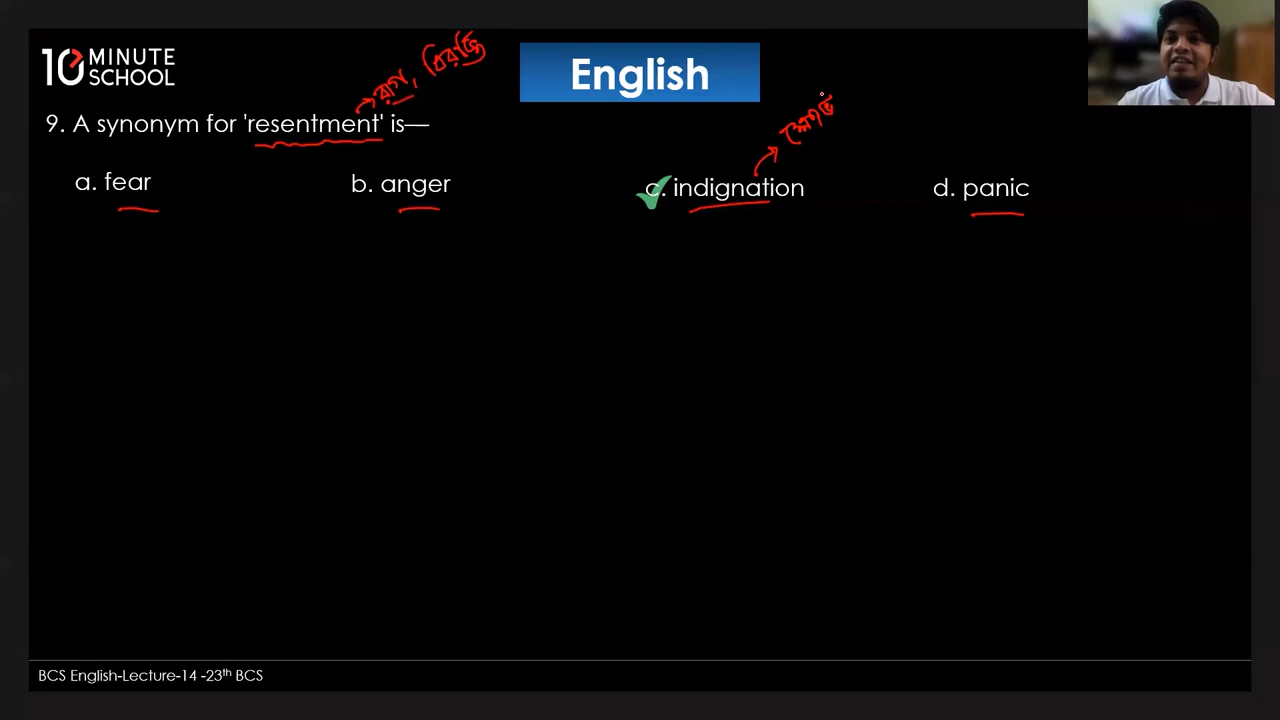 10 MINUTE
SCHOOL
English
রাগ, বিরক্তি
9. A synonym for 'resentment' is—
ক্ষোভ
a. fear b. anger c. indignation d. panic
BCS English-Lecture-14 -23th BCS